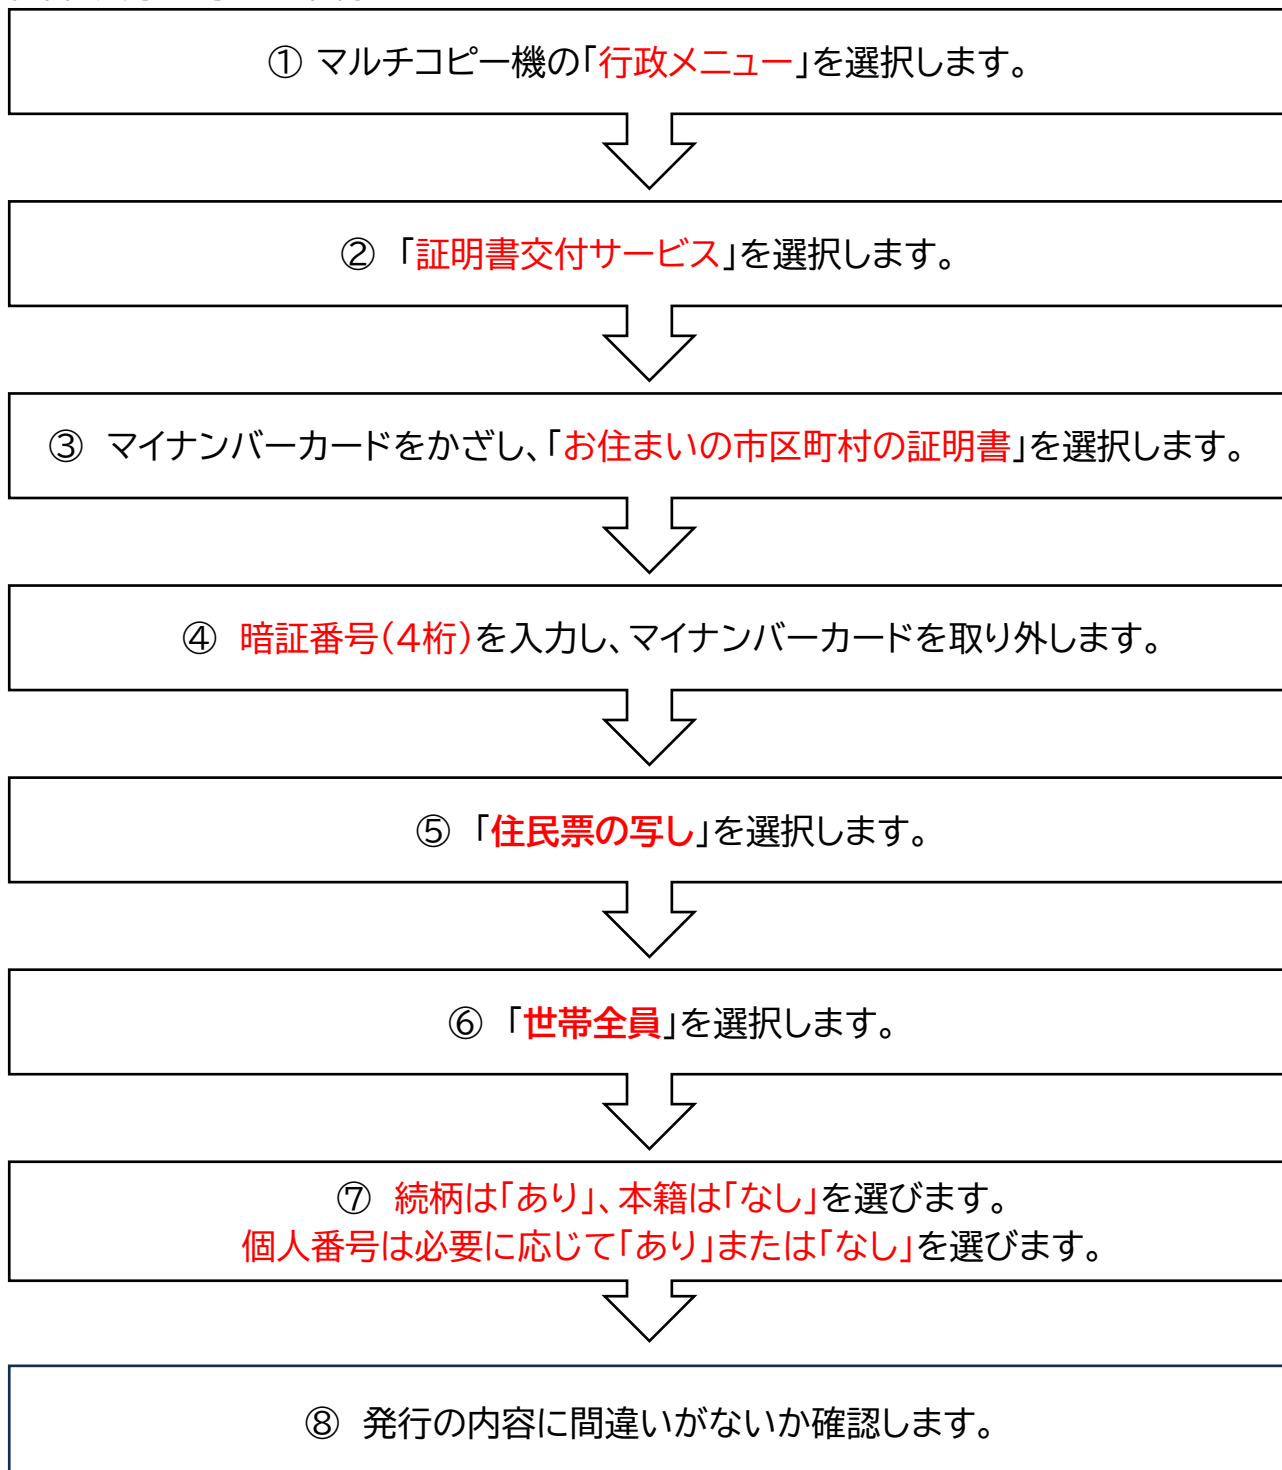 ① マルチコピー機の「行政メニュー」を選択します。
② 「証明書交付サービス」を選択します。
③ マイナンバーカードをかざし、「お住まいの市区町村の証明書」を選択します。
④ 暗証番号(4桁)を入力し、マイナンバーカードを取り外します。
⑤ 「住民票の写し」を選択します。
⑥ 「世帯全員」を選択します。
⑦ 続柄は「あり」、本籍は「なし」を選びます。
個人番号は必要に応じて「あり」または「なし」を選びます。
⑧ 発行の内容に間違いがないか確認します。